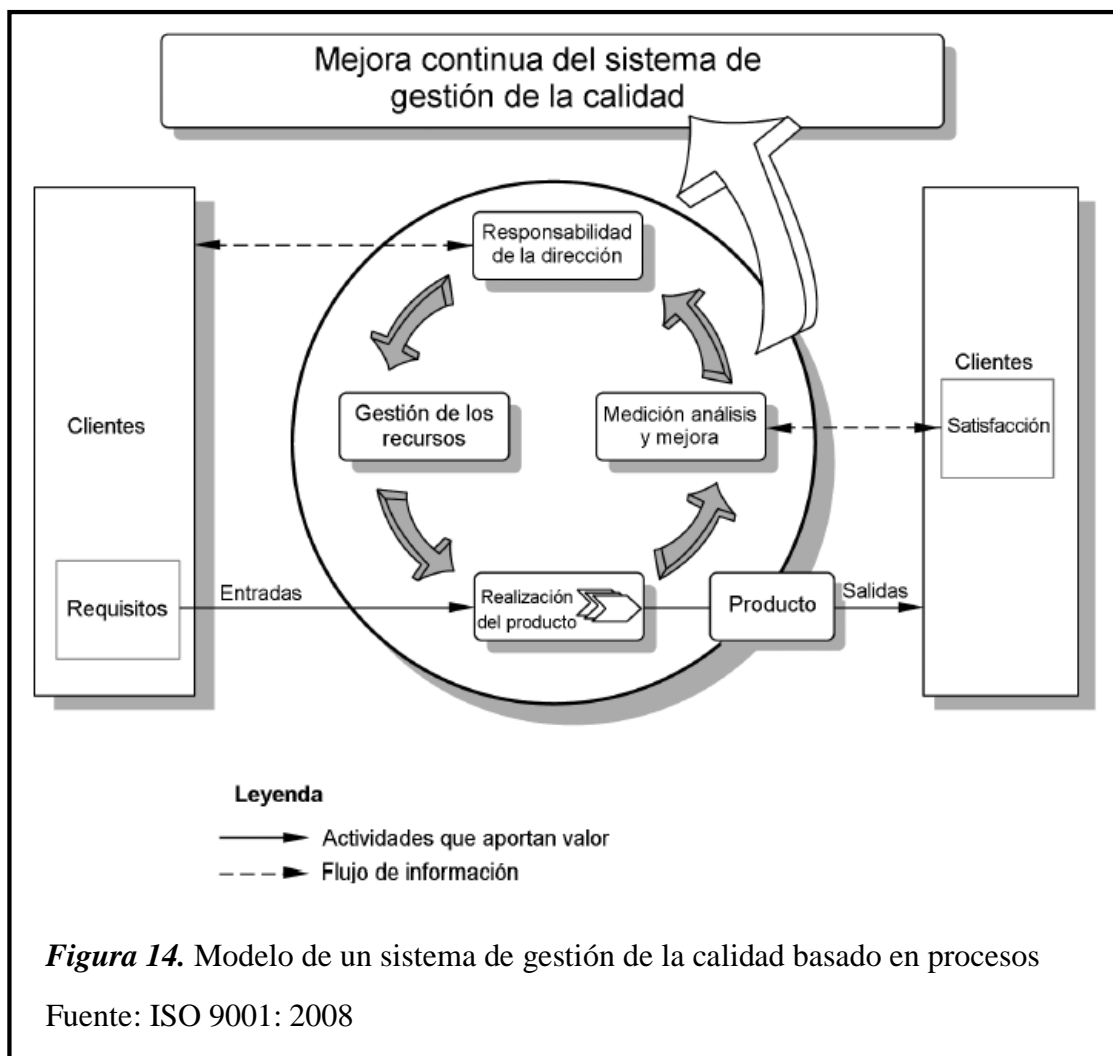 Mejora continua del sistema de
gestión de la calidad
Responsabilidad
de la dirección
Clientes
Gestión de los
recursos
Medición análisis
y mejora
Clientes
Satisfacción
Requisitos
Entradas
Realización
del producto
Producto
Salidas
Leyenda
Actividades que aportan valor
Flujo de información
Figura 14. Modelo de un sistema de gestión de la calidad basado en procesos
Fuente: ISO 9001: 2008